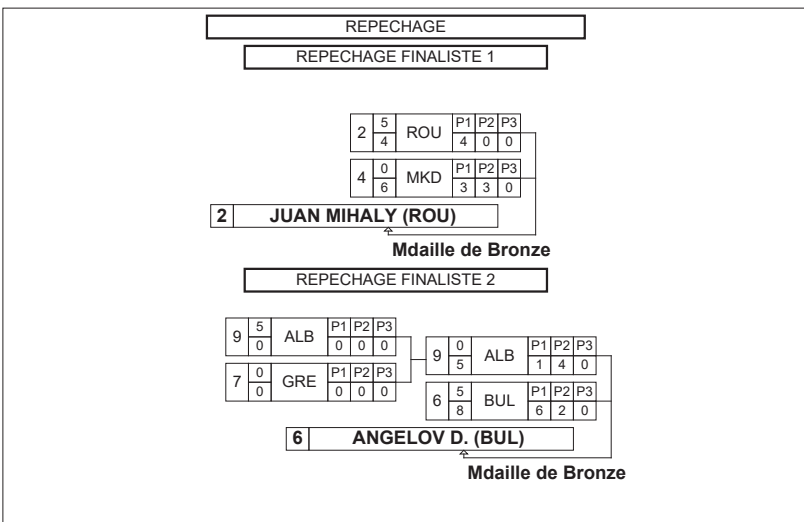 REPECHAGE
REPECHAGE FINALISTE 1
2 5 ROU P1 P2 P3
4 4 0 0
4 0 MKD P1 P2 P3
6 3 3 0
2 JUAN MIHALY (ROU)
Mdaille de Bronze
REPECHAGE FINALISTE 2
9 5 ALB P1 P2 P3
0 0 0 0
7 0 GRE P1 P2 P3
0 0 0 0
9 0 ALB P1 P2 P3
5 1 4 0
6 5 BUL P1 P2 P3
8 6 2 0
6 ANGELOV D. (BUL)
Mdaille de Bronze